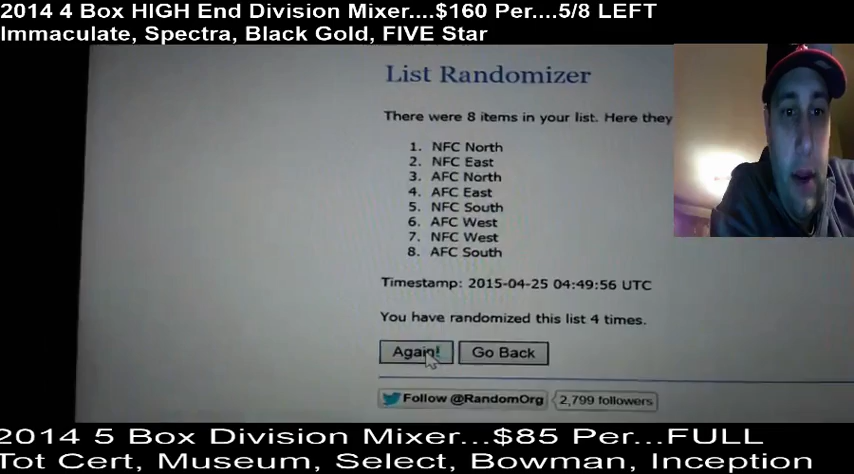 2014 4 Box HIGH End Division Mixer....$160 Per....5/8 LEFT
Immaculate, Spectra, Black Gold, FIVE Star
List Randomizer
There were 8 items in your list. Here they
1. NFC North
2. NFC East
3. AFC North
4. AFC East
5. NFC South
6. AFC West
7. NFC West
8. AFC South
Timestamp: 2015-04-25 04:49:56 UTC
You have randomized this list 4 times.
Again! Go Back
Follow @RandomOrg 2,799 followers
2014 5 Box Division Mixer...$85 Per...FULL
Tot Cert, Museum, Select, Bowman, Inception